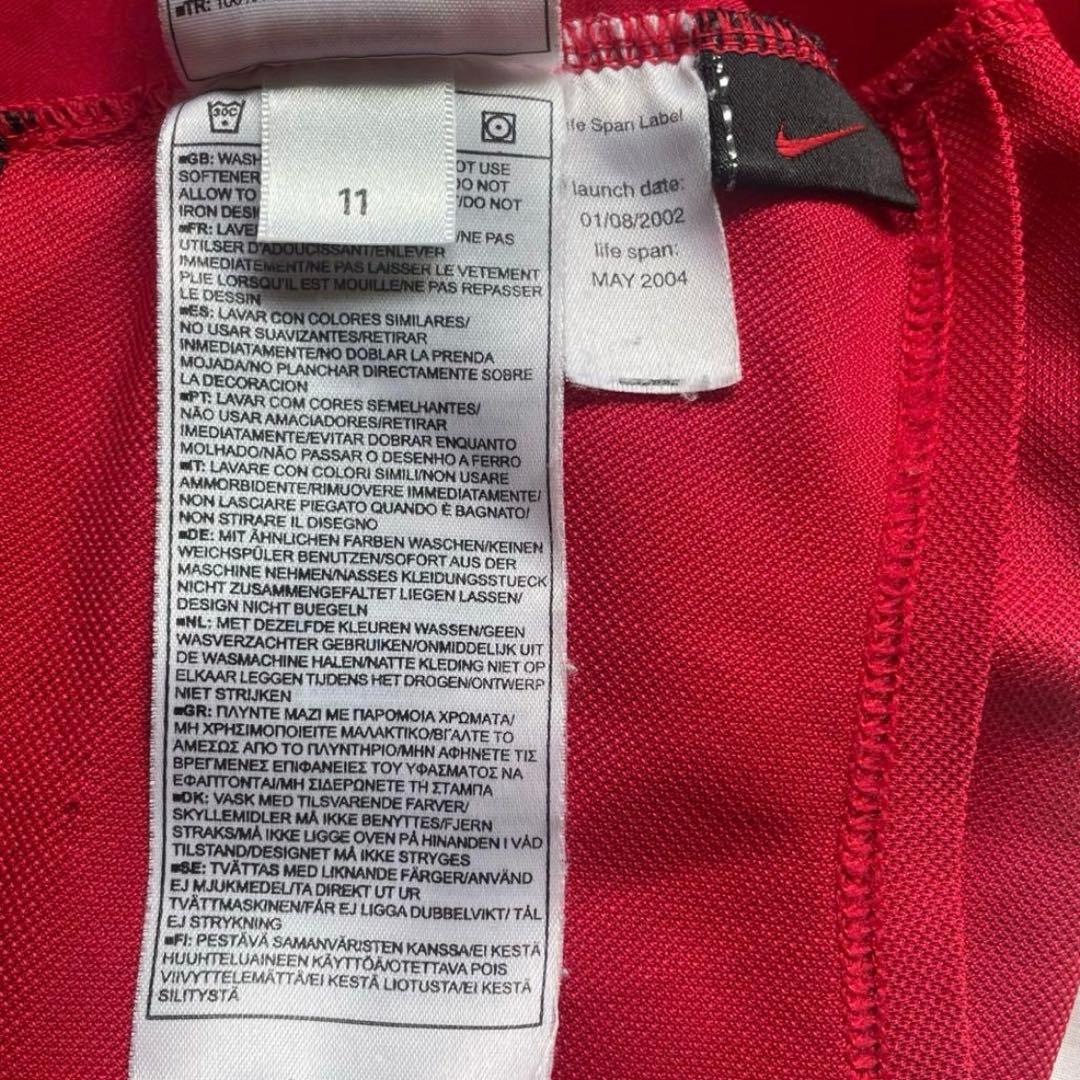 ■TR: 100%
30C
■GB: WASH
SOFTENER
ALLOW TO
IRON DESI
OT USE
DO NOT
/DO NOT
11
■FR: LAVE /NE PAS
UTILSER D'ADOUCISSANT/ENLEVER
IMMEDIATEMENT/NE PAS LAISSER LE VETEMENT
PLIE LORSQU'IL EST MOUILLE/NE PAS REPASSER
LE DESSIN
■ES: LAVAR CON COLORES SIMILARES/
NO USAR SUAVIZANTES/RETIRAR
INMEDIATAMENTE/NO DOBLAR LA PRENDA
MOJADA/NO PLANCHAR DIRECTAMENTE SOBRE
LA DECORACION
■PT: LAVAR COM CORES SEMELHANTES/
NÃO USAR AMACIADORES/RETIRAR
IMEDIATAMENTE/EVITAR DOBRAR ENQUANTO
MOLHADO/NÃO PASSAR O DESENHO A FERRO
■IT: LAVARE CON COLORI SIMILI/NON USARE
AMMORBIDENTE/RIMUOVERE IMMEDIATAMENTE/
NON LASCIARE PIEGATO QUANDO È BAGNATO/
NON STIRARE IL DISEGNO
■DE: MIT ÄHNLICHEN FARBEN WASCHEN/KEINEN
WEICHSPÜLER BENUTZEN/SOFORT AUS DER
MASCHINE NEHMEN/NASSES KLEIDUNGSSTUECK
NICHT ZUSAMMENGEFALTET LIEGEN LASSEN/
DESIGN NICHT BUEGELN
■NL: MET DEZELFDE KLEUREN WASSEN/GEEN
WASVERZACHTER GEBRUIKEN/ONMIDDELIJK UIT
DE WASMACHINE HALEN/NATTE KLEDING NIET OP
ELKAAR LEGGEN TIJDENS HET DROGEN/ONTWERP
NIET STRIJKEN
■GR: ΠΛΥΝΤΕ ΜΑΖΙ ΜΕ ΠΑΡΟΜΟΙΑ ΧΡΩΜΑΤΑ/
ΜΗ ΧΡΗΣΙΜΟΠΟΙΕΙΤΕ ΜΑΛΑΚΤΙΚΟ/ΒΓΑΛΤΕ ΤΟ
ΑΜΕΣΩΣ ΑΠΟ ΤΟ ΠΛΥΝΤΗΡΙΟ/ΜΗΝ ΑΦΗΝΕΤΕ ΤΙΣ
ΒΡΕΓΜΕΝΕΣ ΕΠΙΦΑΝΕΙΕΣ ΤΟΥ ΥΦΑΣΜΑΤΟΣ ΝΑ
ΕΦΑΠΤΟΝΤΑΙ/ΜΗ ΣΙΔΕΡΩΝΕΤΕ ΤΗ ΣΤΑΜΠΑ
■DK: VASK MED TILSVARENDE FARVER/
SKYLLEMIDLER MÅ IKKE BENYTTES/FJERN
STRAKS/MÅ IKKE LIGGE OVEN PÅ HINANDEN I VÅD
TILSTAND/DESIGNET MÅ IKKE STRYGES
■SE: TVÄTTAS MED LIKNANDE FÄRGER/ANVÄND
EJ MJUKMEDEL/TA DIREKT UT UR
TVÄTTMASKINEN/FÅR EJ LIGGA DUBBELVIKT/ TÅL
EJ STRYKNING
■FI: PESTÄVÄ SAMANVÄRISTEN KANSSA/EI KESTÄ
HUUHTELUAINEEN KÄYTTÖÄ/OTETTAVA POIS
VIIVYTTELEMÄTTÄ/EI KESTÄ LIOTUSTA/EI KESTÄ
SILITYSTÄ
ife Span Label
launch date:
01/08/2002
life span:
MAY 2004